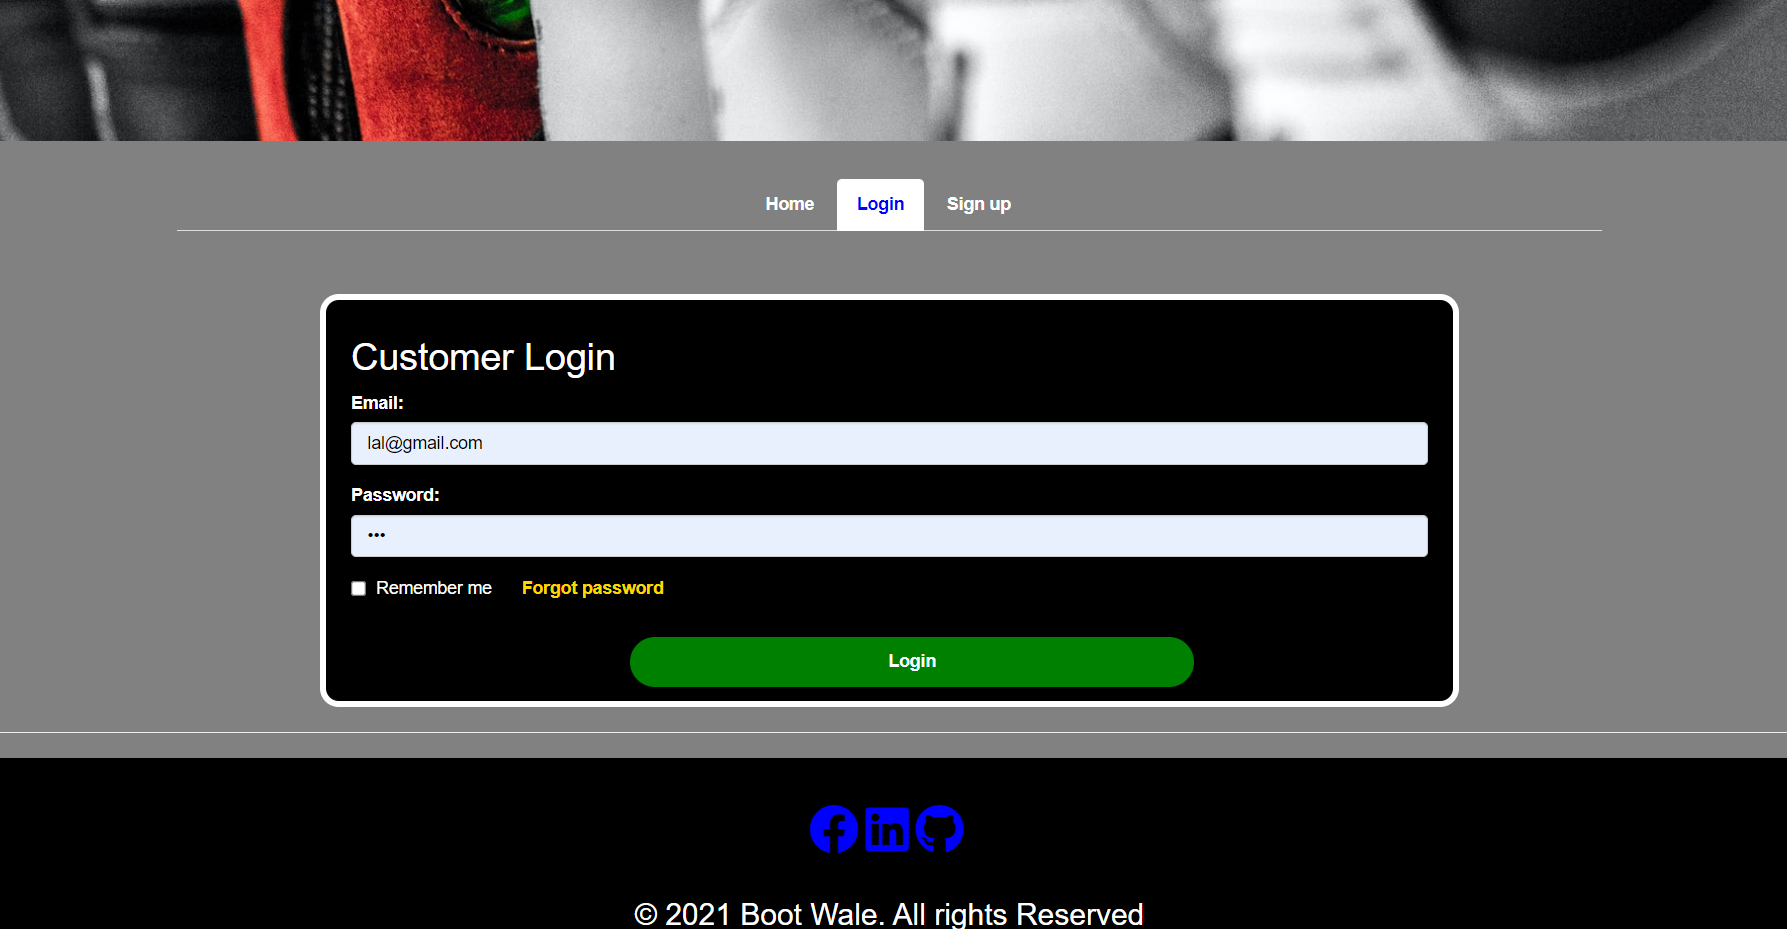 Home Login Sign up
Customer Login
Email:
lal@gmail.com
Password:
•••
Remember me Forgot password
Login
© 2021 Boot Wale. All rights Reserved